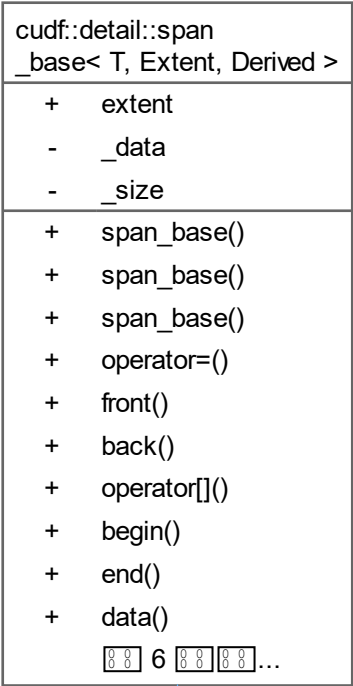 cudf::detail::span
_base< T, Extent, Derived >
+ extent
- _data
- _size
+ span_base()
+ span_base()
+ span_base()
+ operator=()
+ front()
+ back()
+ operator[]()
+ begin()
+ end()
+ data()
6 ...